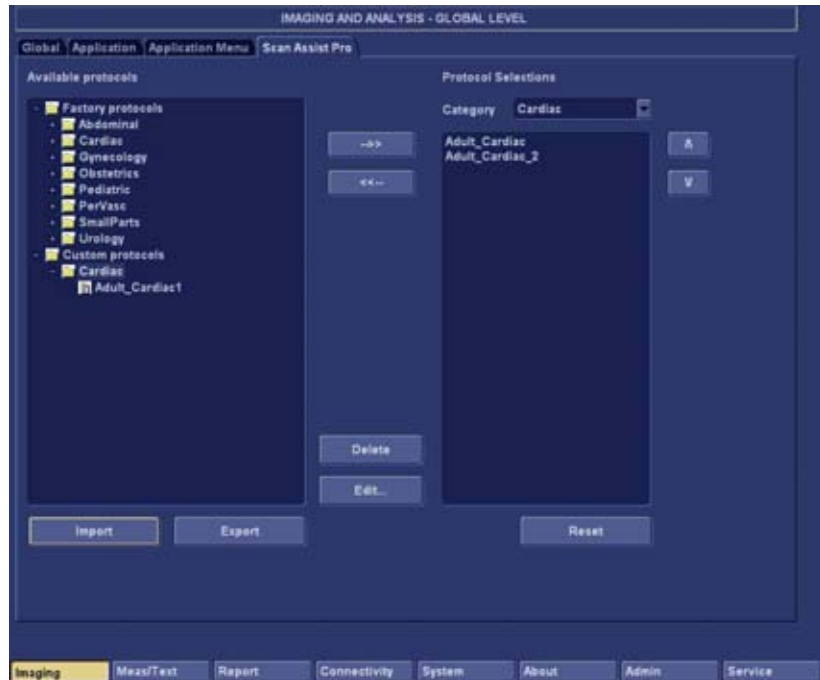 IMAGING AND ANALYSIS - GLOBAL LEVEL
Global Application Application Menu Scan Assist Pro
Available protocols
Factory protocols
Abdominal
Cardiac
Gynecology
Obstetrics
Pediatric
PerVasc
SmallParts
Urology
Custom protocols
Cardiac
Adult_Cardiac1
-->>
<<--
Delete
Edit...
Import
Export
Protocol Selections
Category Cardiac
Adult_Cardiac
Adult_Cardiac_2
Λ
V
Reset
Imaging Meas/Text Report Connectivity System About Admin Service